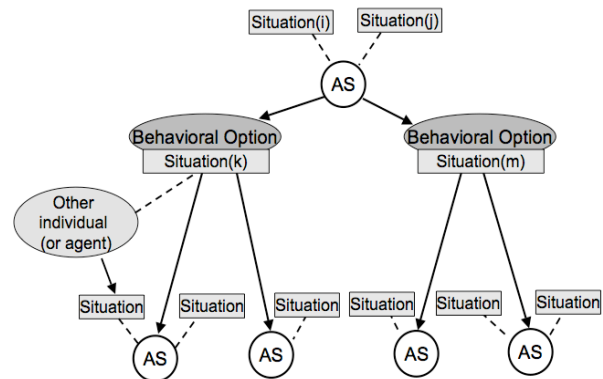 Situation(i)
Situation(j)
AS
Behavioral Option
Situation(k)
Behavioral Option
Situation(m)
Other
individual
(or agent)
Situation
Situation
Situation
Situation
Situation
Situation
AS
AS
AS
AS